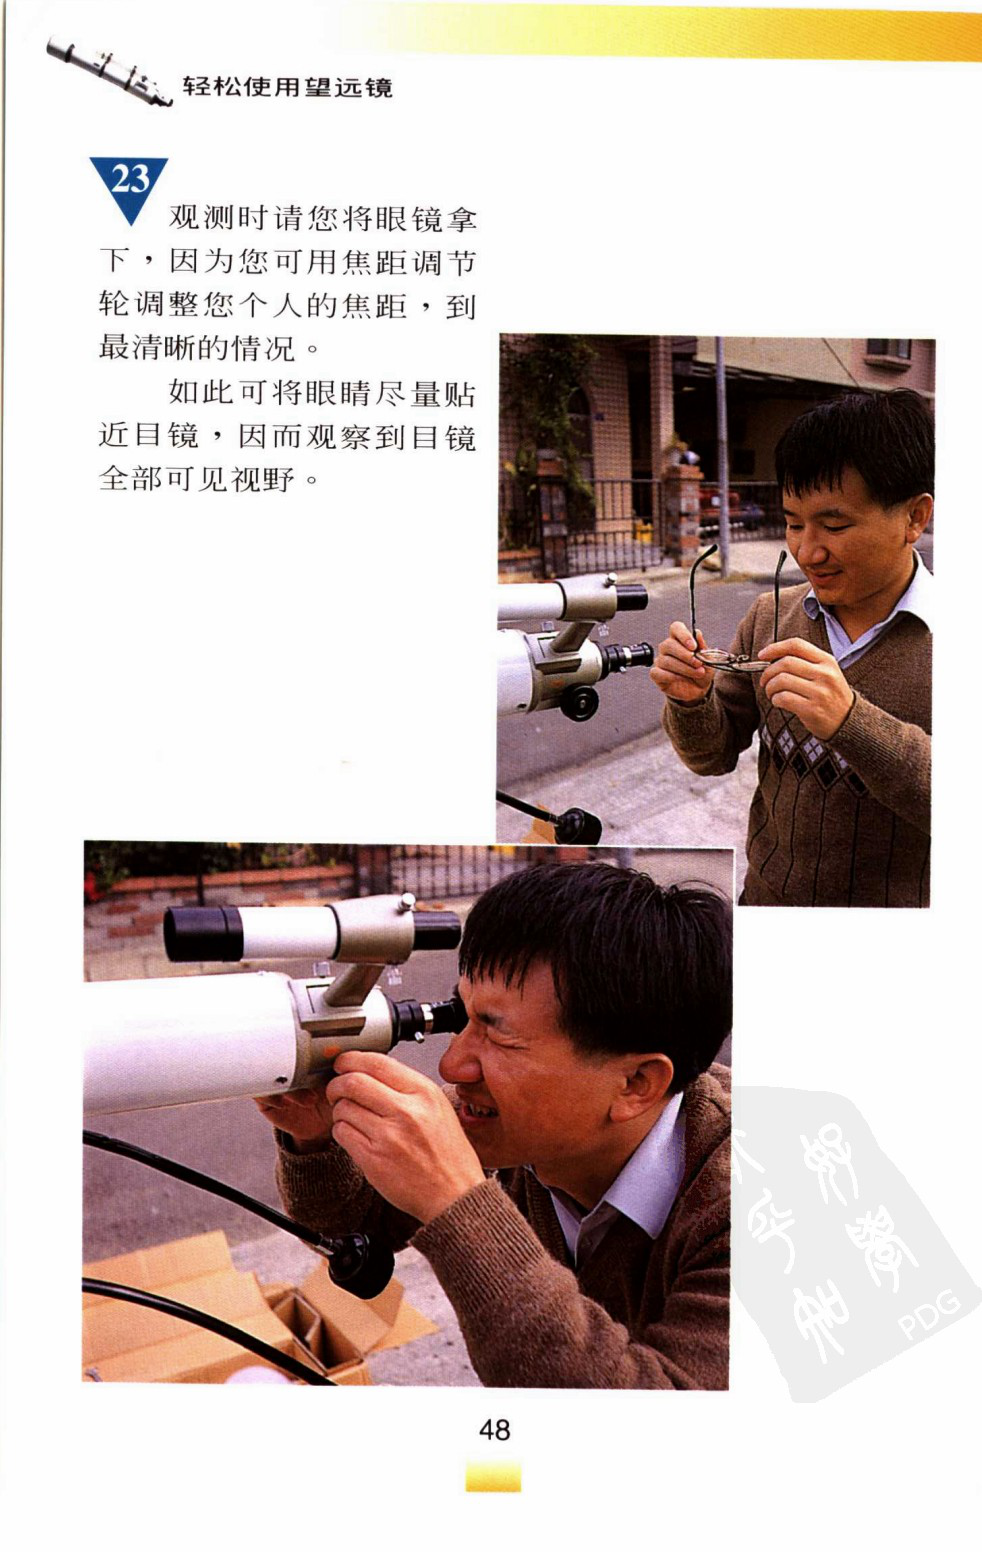 轻松使用望远镜
23
观测时请您将眼镜拿
下，因为您可用焦距调节
轮调整您个人的焦距，到
最清晰的情况。
如此可将眼睛尽量贴
近目镜，因而观察到目镜
全部可见视野。
PDG
48